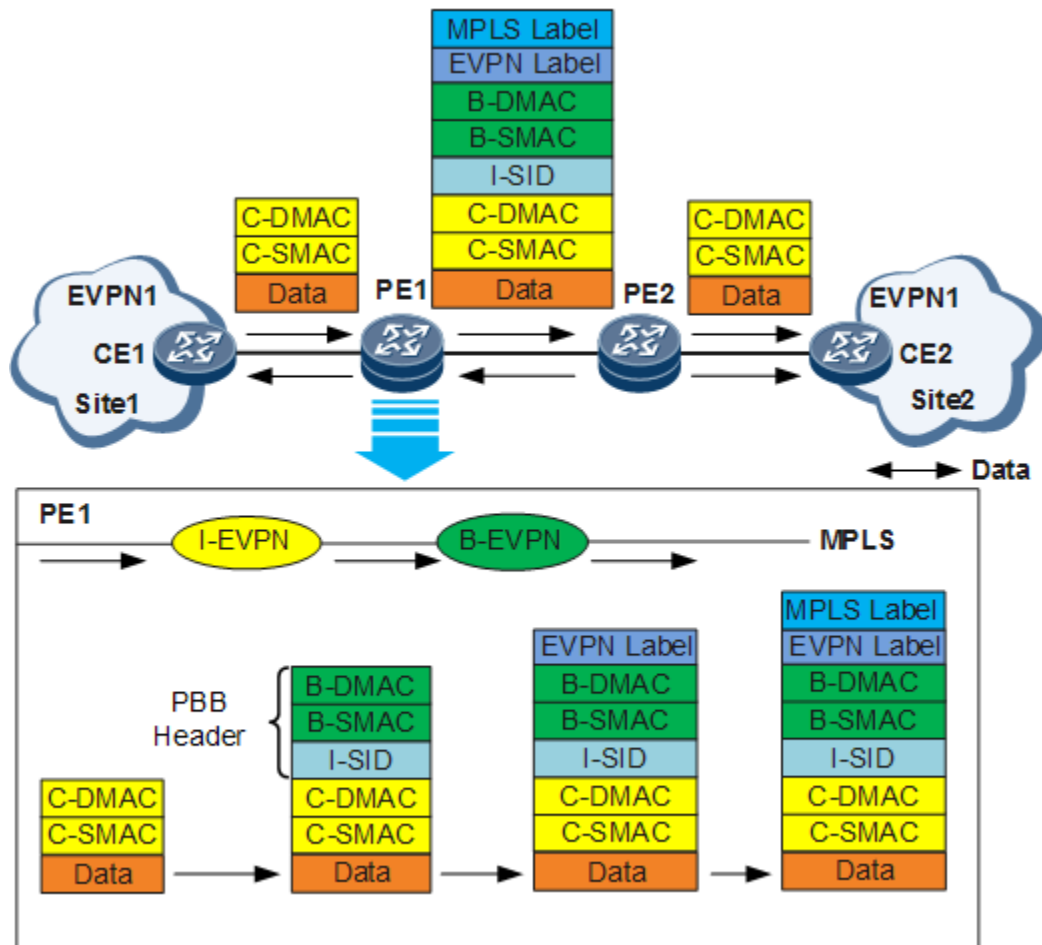 MPLS Label
EVPN Label
B-DMAC
B-SMAC
I-SID
C-DMAC
C-SMAC
Data
C-DMAC
C-SMAC
Data
C-DMAC
C-SMAC
Data
EVPN1
CE1
Site1
PE1
PE2
EVPN1
CE2
Site2
Data
PE1
I-EVPN
B-EVPN
MPLS
PBB
Header
C-DMAC
C-SMAC
Data
B-DMAC
B-SMAC
I-SID
C-DMAC
C-SMAC
Data
EVPN Label
B-DMAC
B-SMAC
I-SID
C-DMAC
C-SMAC
Data
MPLS Label
EVPN Label
B-DMAC
B-SMAC
I-SID
C-DMAC
C-SMAC
Data